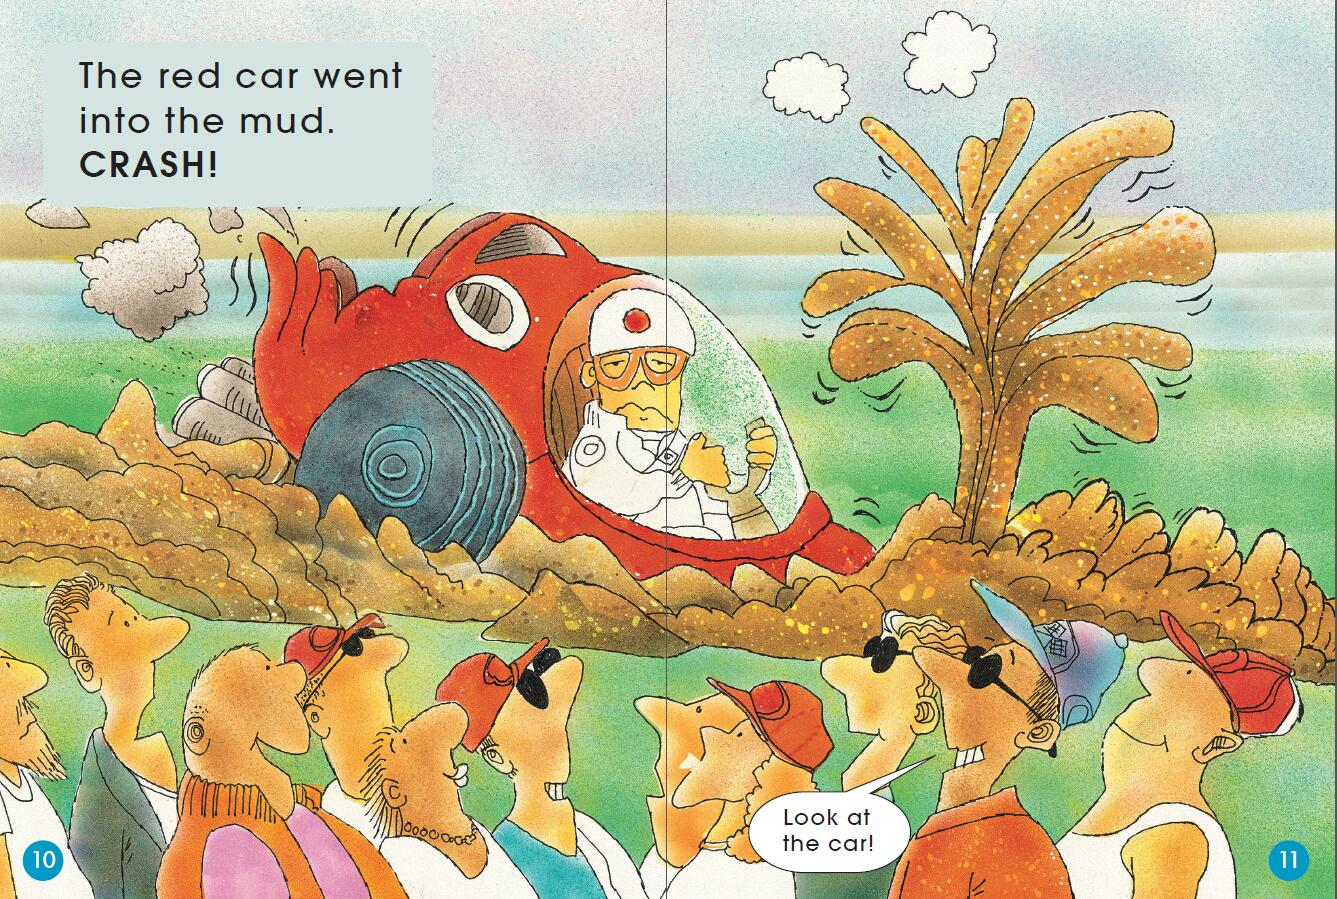 The red car went
into the mud.
CRASH!
Look at
the car!
10
11